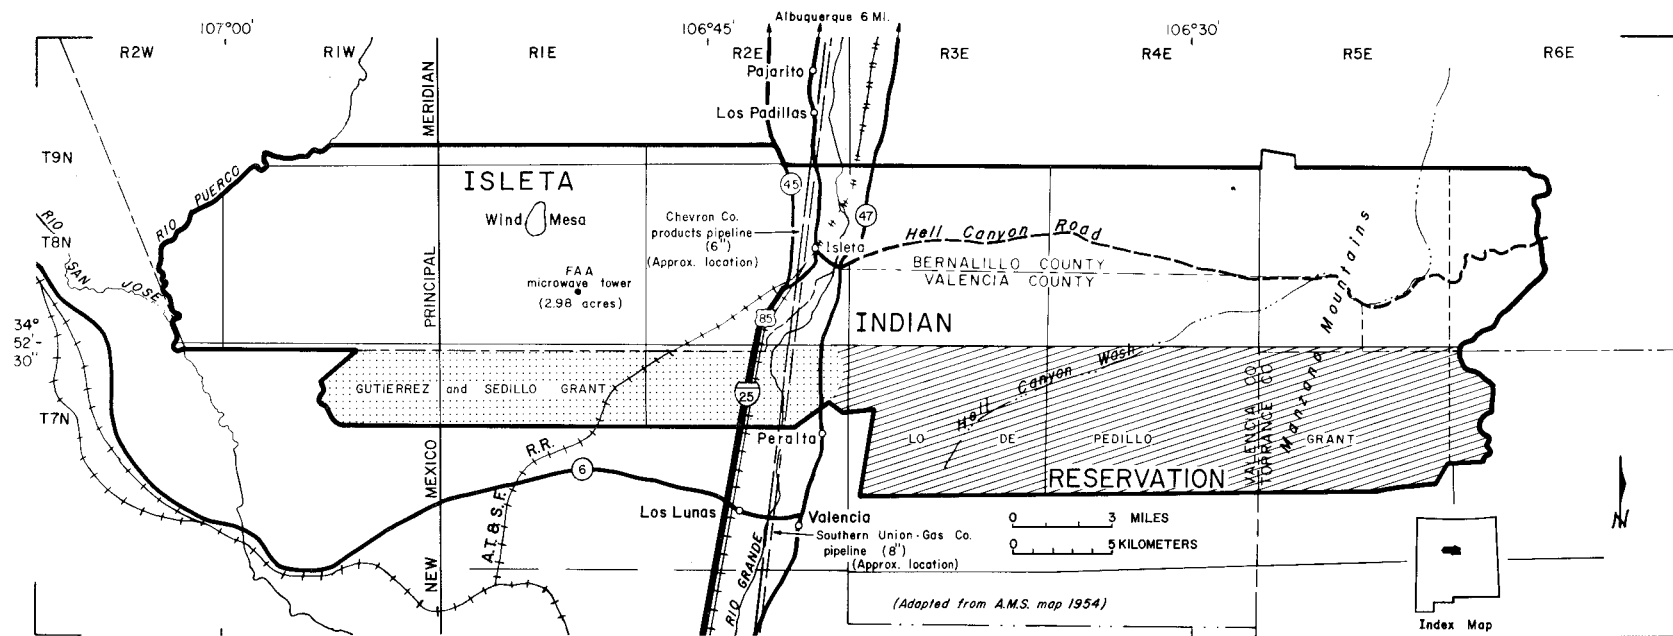 Albuquerque 6 Mi.
107°00'
106°45'
106°30'
R2W
R1W
R1E
R2E
R3E
R4E
R5E
R6E
Pajarito
Los Padillas
MERIDIAN
T9N
RIO PUERCO
ISLETA
Wind Mesa
45
47
Chevron Co.
products pipeline
(6")
(Approx. location)
Isleta
Hell Canyon Road
BERNALILLO COUNTY
VALENCIA COUNTY
RIO SAN JOSE
T8N
FAA
microwave tower
(2.98 acres)
PRINCIPAL
85
INDIAN
Manzano Mountains
34°
52'-
30"
GUTIERREZ and SEDILLO GRANT
25
Hell Canyon Wash
VALENCIA CO.
TORRANCE CO.
T7N
Peralta
LO DE PEDILLO GRANT
R.R.
A.T. & S.F.
6
MEXICO
RESERVATION
Los Lunas
Valencia
0 3 MILES
0 5 KILOMETERS
N
Southern Union Gas Co.
pipeline (8")
(Approx. location)
NEW
RIO GRANDE
(Adapted from A.M.S. map 1954)
Index Map